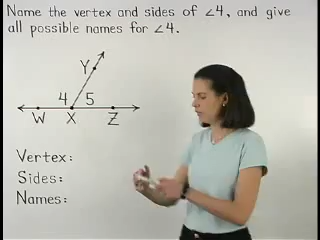 Name the vertex and sides of ∠4, and give
all possible names for ∠4.
Y
4 5
W X Z
Vertex:
Sides:
Names: